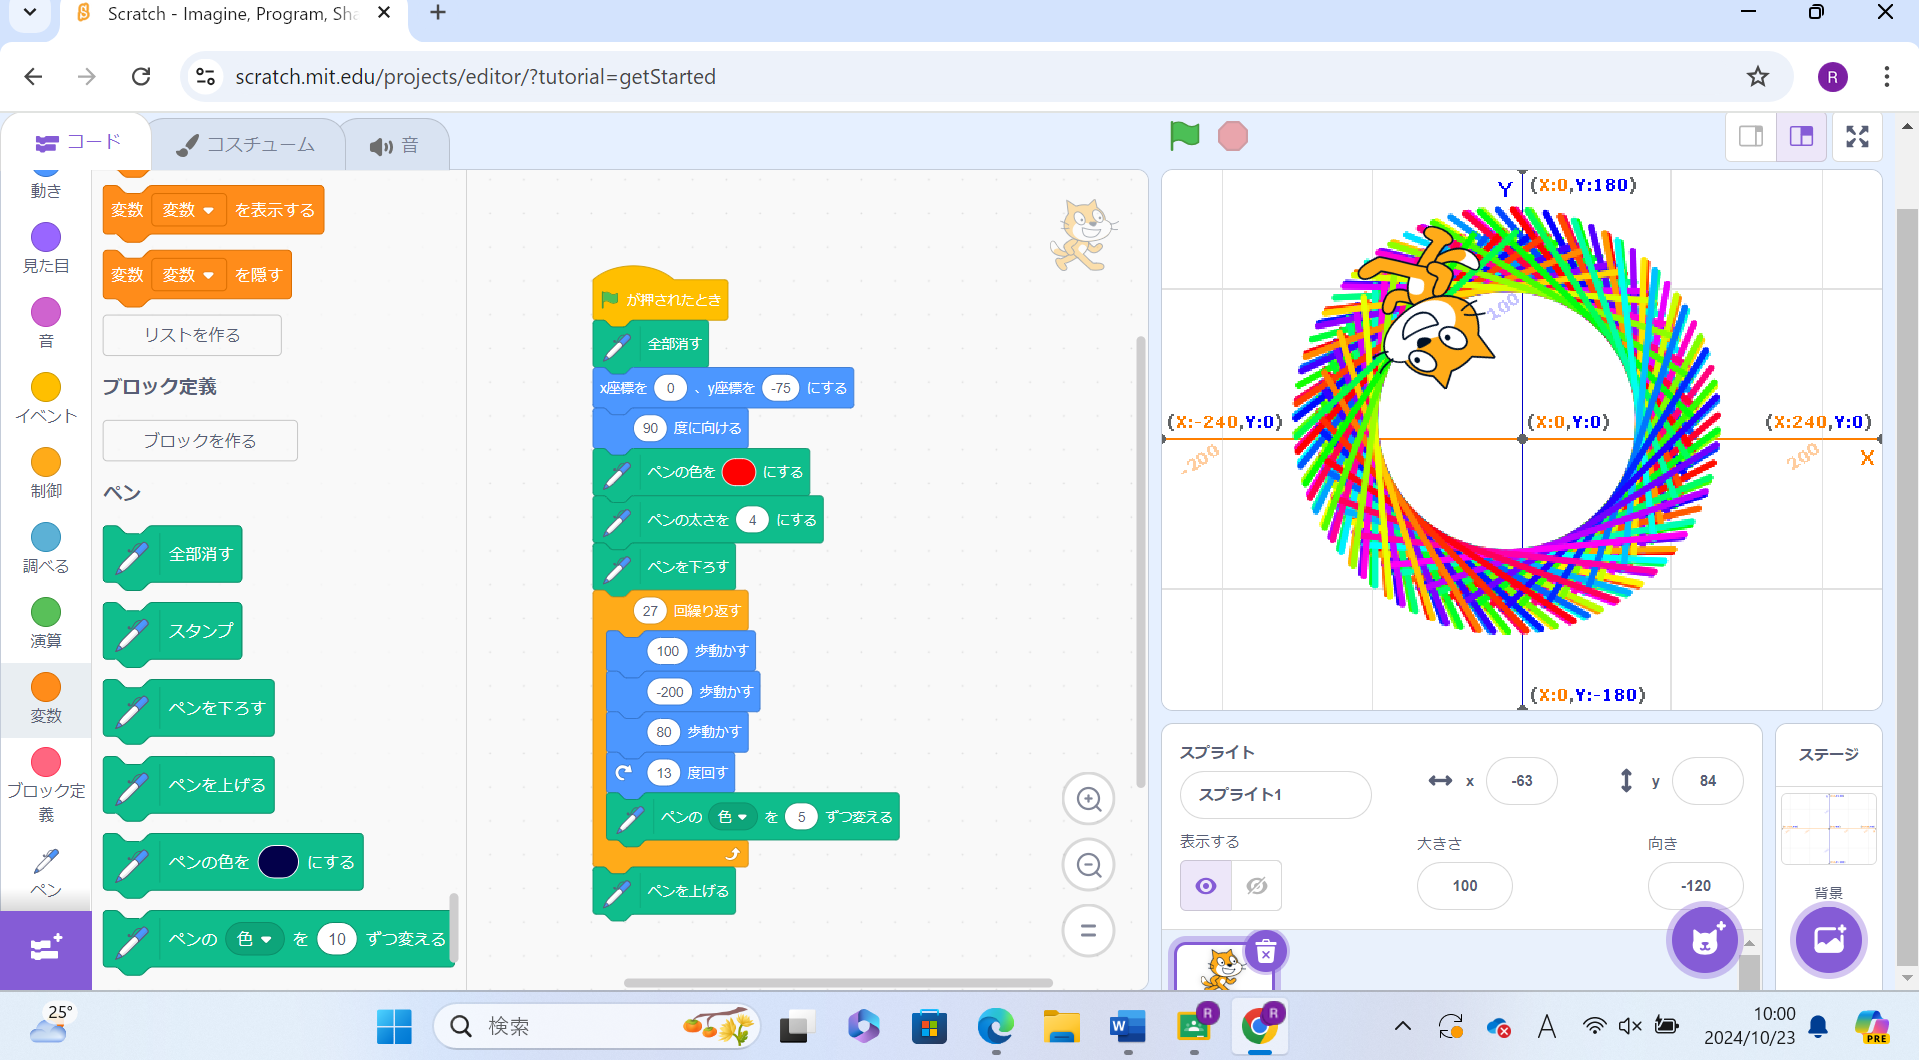 Scratch - Imagine, Program, Sha
scratch.mit.edu/projects/editor/?tutorial=getStarted
R
コード
コスチューム
音
動き
見た目
音
イベント
制御
調べる
演算
変数
ブロック定
義
ペン
変数 変数 を表示する
変数 変数 を隠す
リストを作る
ブロック定義
ブロックを作る
ペン
全部消す
スタンプ
ペンを下ろす
ペンを上げる
ペンの色を にする
ペンの 色 を 10 ずつ変える
が押されたとき
全部消す
x座標を 0 、y座標を -75 にする
90 度に向ける
ペンの色を にする
ペンの太さを 4 にする
ペンを下ろす
27 回繰り返す
100 歩動かす
-200 歩動かす
80 歩動かす
13 度回す
ペンの 色 を 5 ずつ変える
ペンを上げる
Y (X:0,Y:180)
100
(X:-240,Y:0) (X:0,Y:0) (X:240,Y:0)
-200 200 X
(X:0,Y:-180)
スプライト
スプライト1
x -63
y 84
表示する
大きさ 100
向き -120
ステージ
背景
25°
検索
W
R
R
A
10:00
2024/10/23
PRE